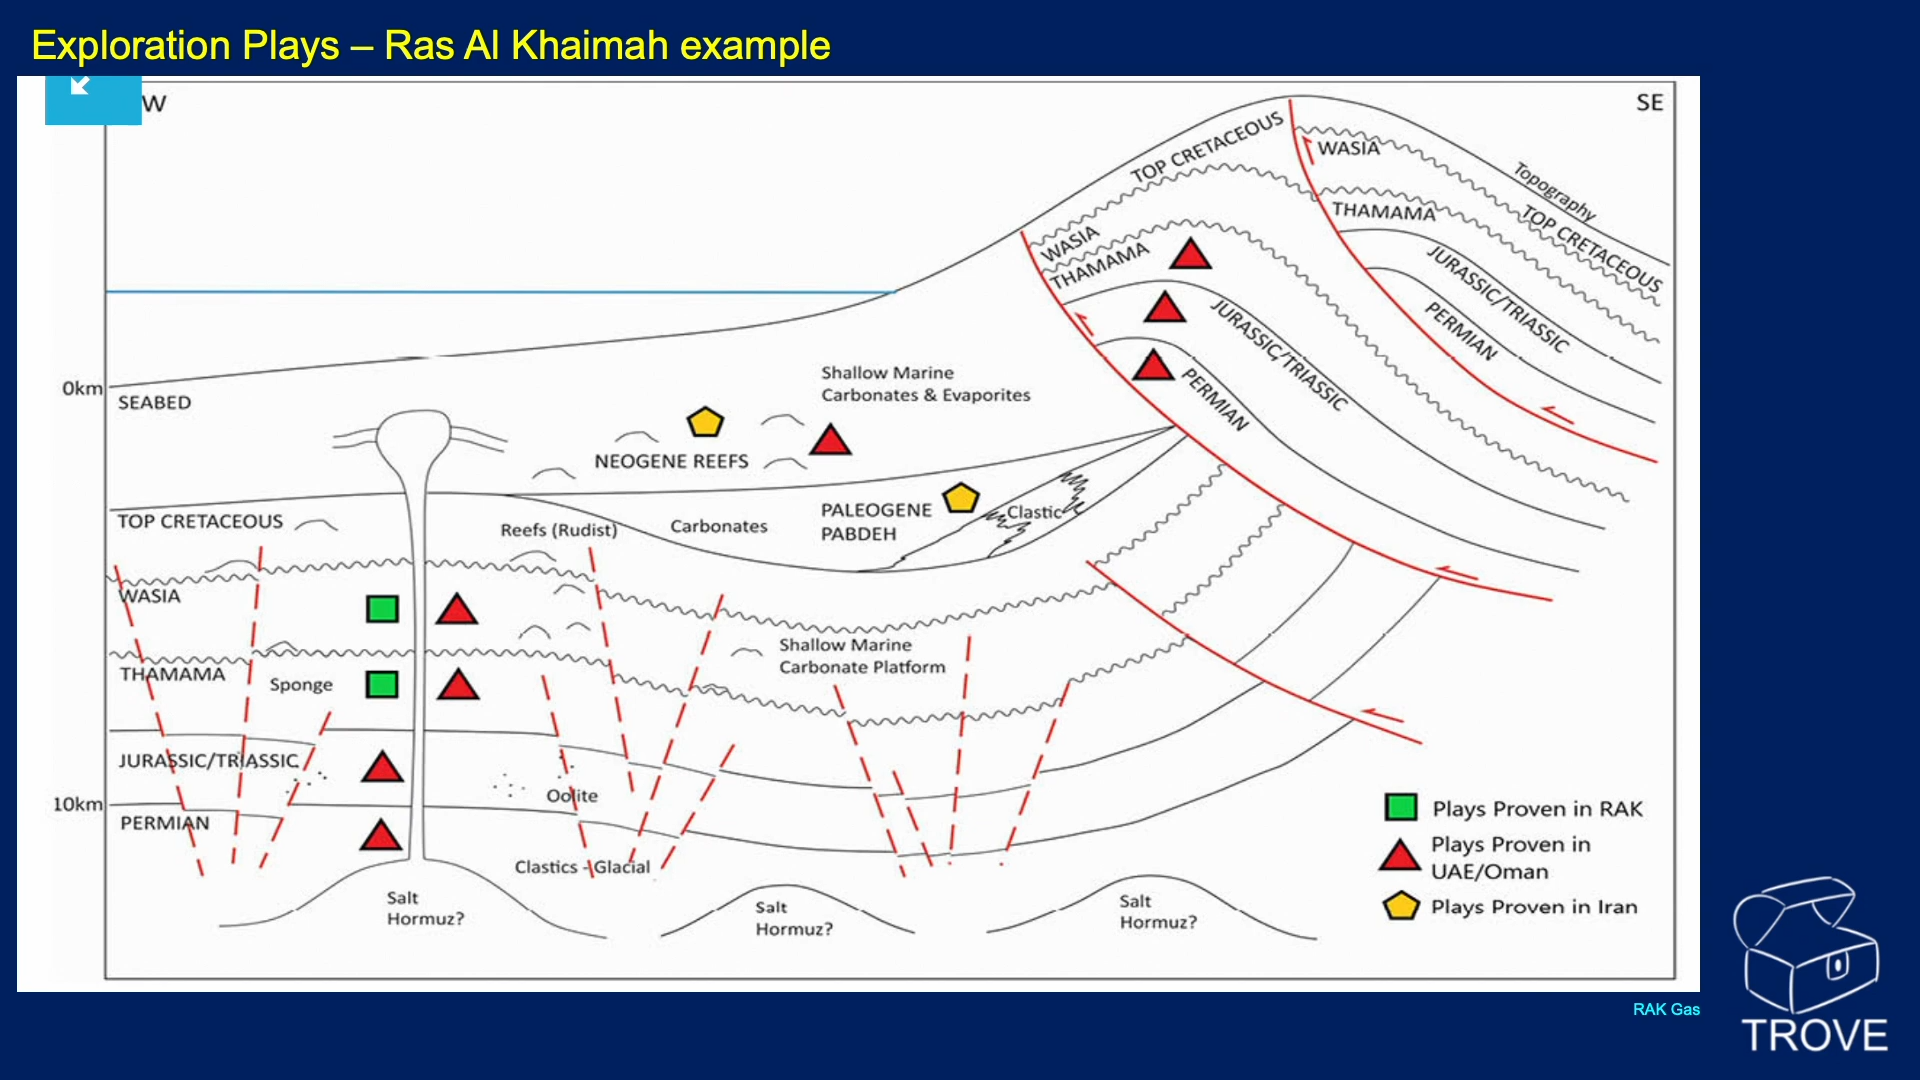 Exploration Plays – Ras Al Khaimah example
W
SE
TOP CRETACEOUS
WASIA
Topography
THAMAMA
TOP CRETACEOUS
WASIA
THAMAMA
JURASSIC/TRIASSIC
PERMIAN
JURASSIC/TRIASSIC
PERMIAN
0km
SEABED
Shallow Marine
Carbonates & Evaporites
NEOGENE REEFS
TOP CRETACEOUS
Reefs (Rudist)
Carbonates
PALEOGENE
PABDEH
Clastic
WASIA
Shallow Marine
Carbonate Platform
THAMAMA
Sponge
JURASSIC/TRIASSIC
Oolite
10km
PERMIAN
Clastics - Glacial
Salt
Hormuz?
Salt
Hormuz?
Salt
Hormuz?
Plays Proven in RAK
Plays Proven in
UAE/Oman
Plays Proven in Iran
RAK Gas
TROVE